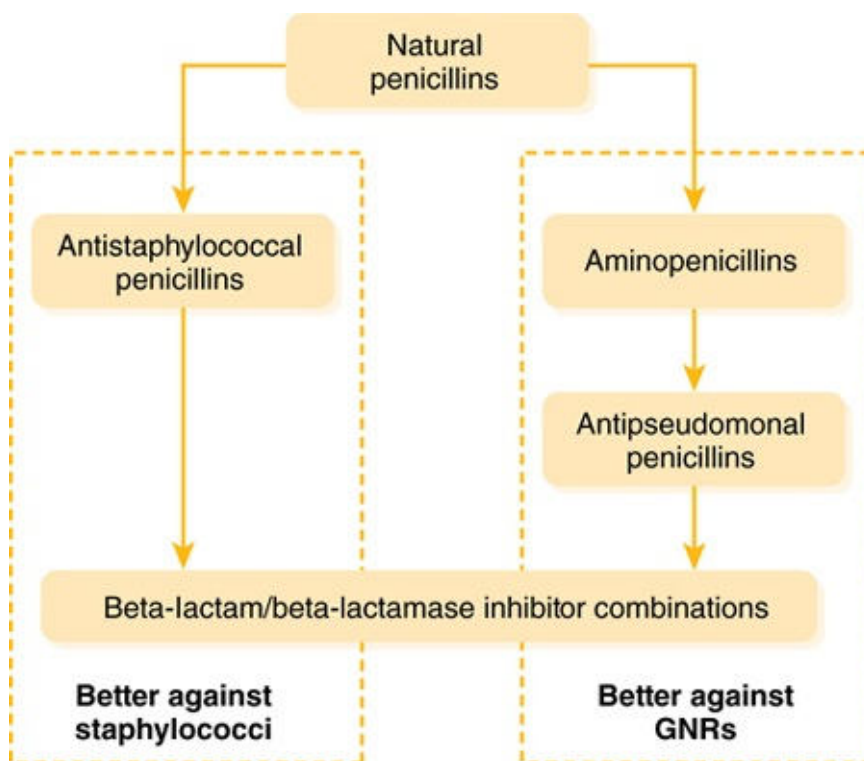 Natural
penicillins
Antistaphylococcal
penicillins
Aminopenicillins
Antipseudomonal
penicillins
Beta-lactam/beta-lactamase inhibitor combinations
Better against
staphylococci
Better against
GNRs